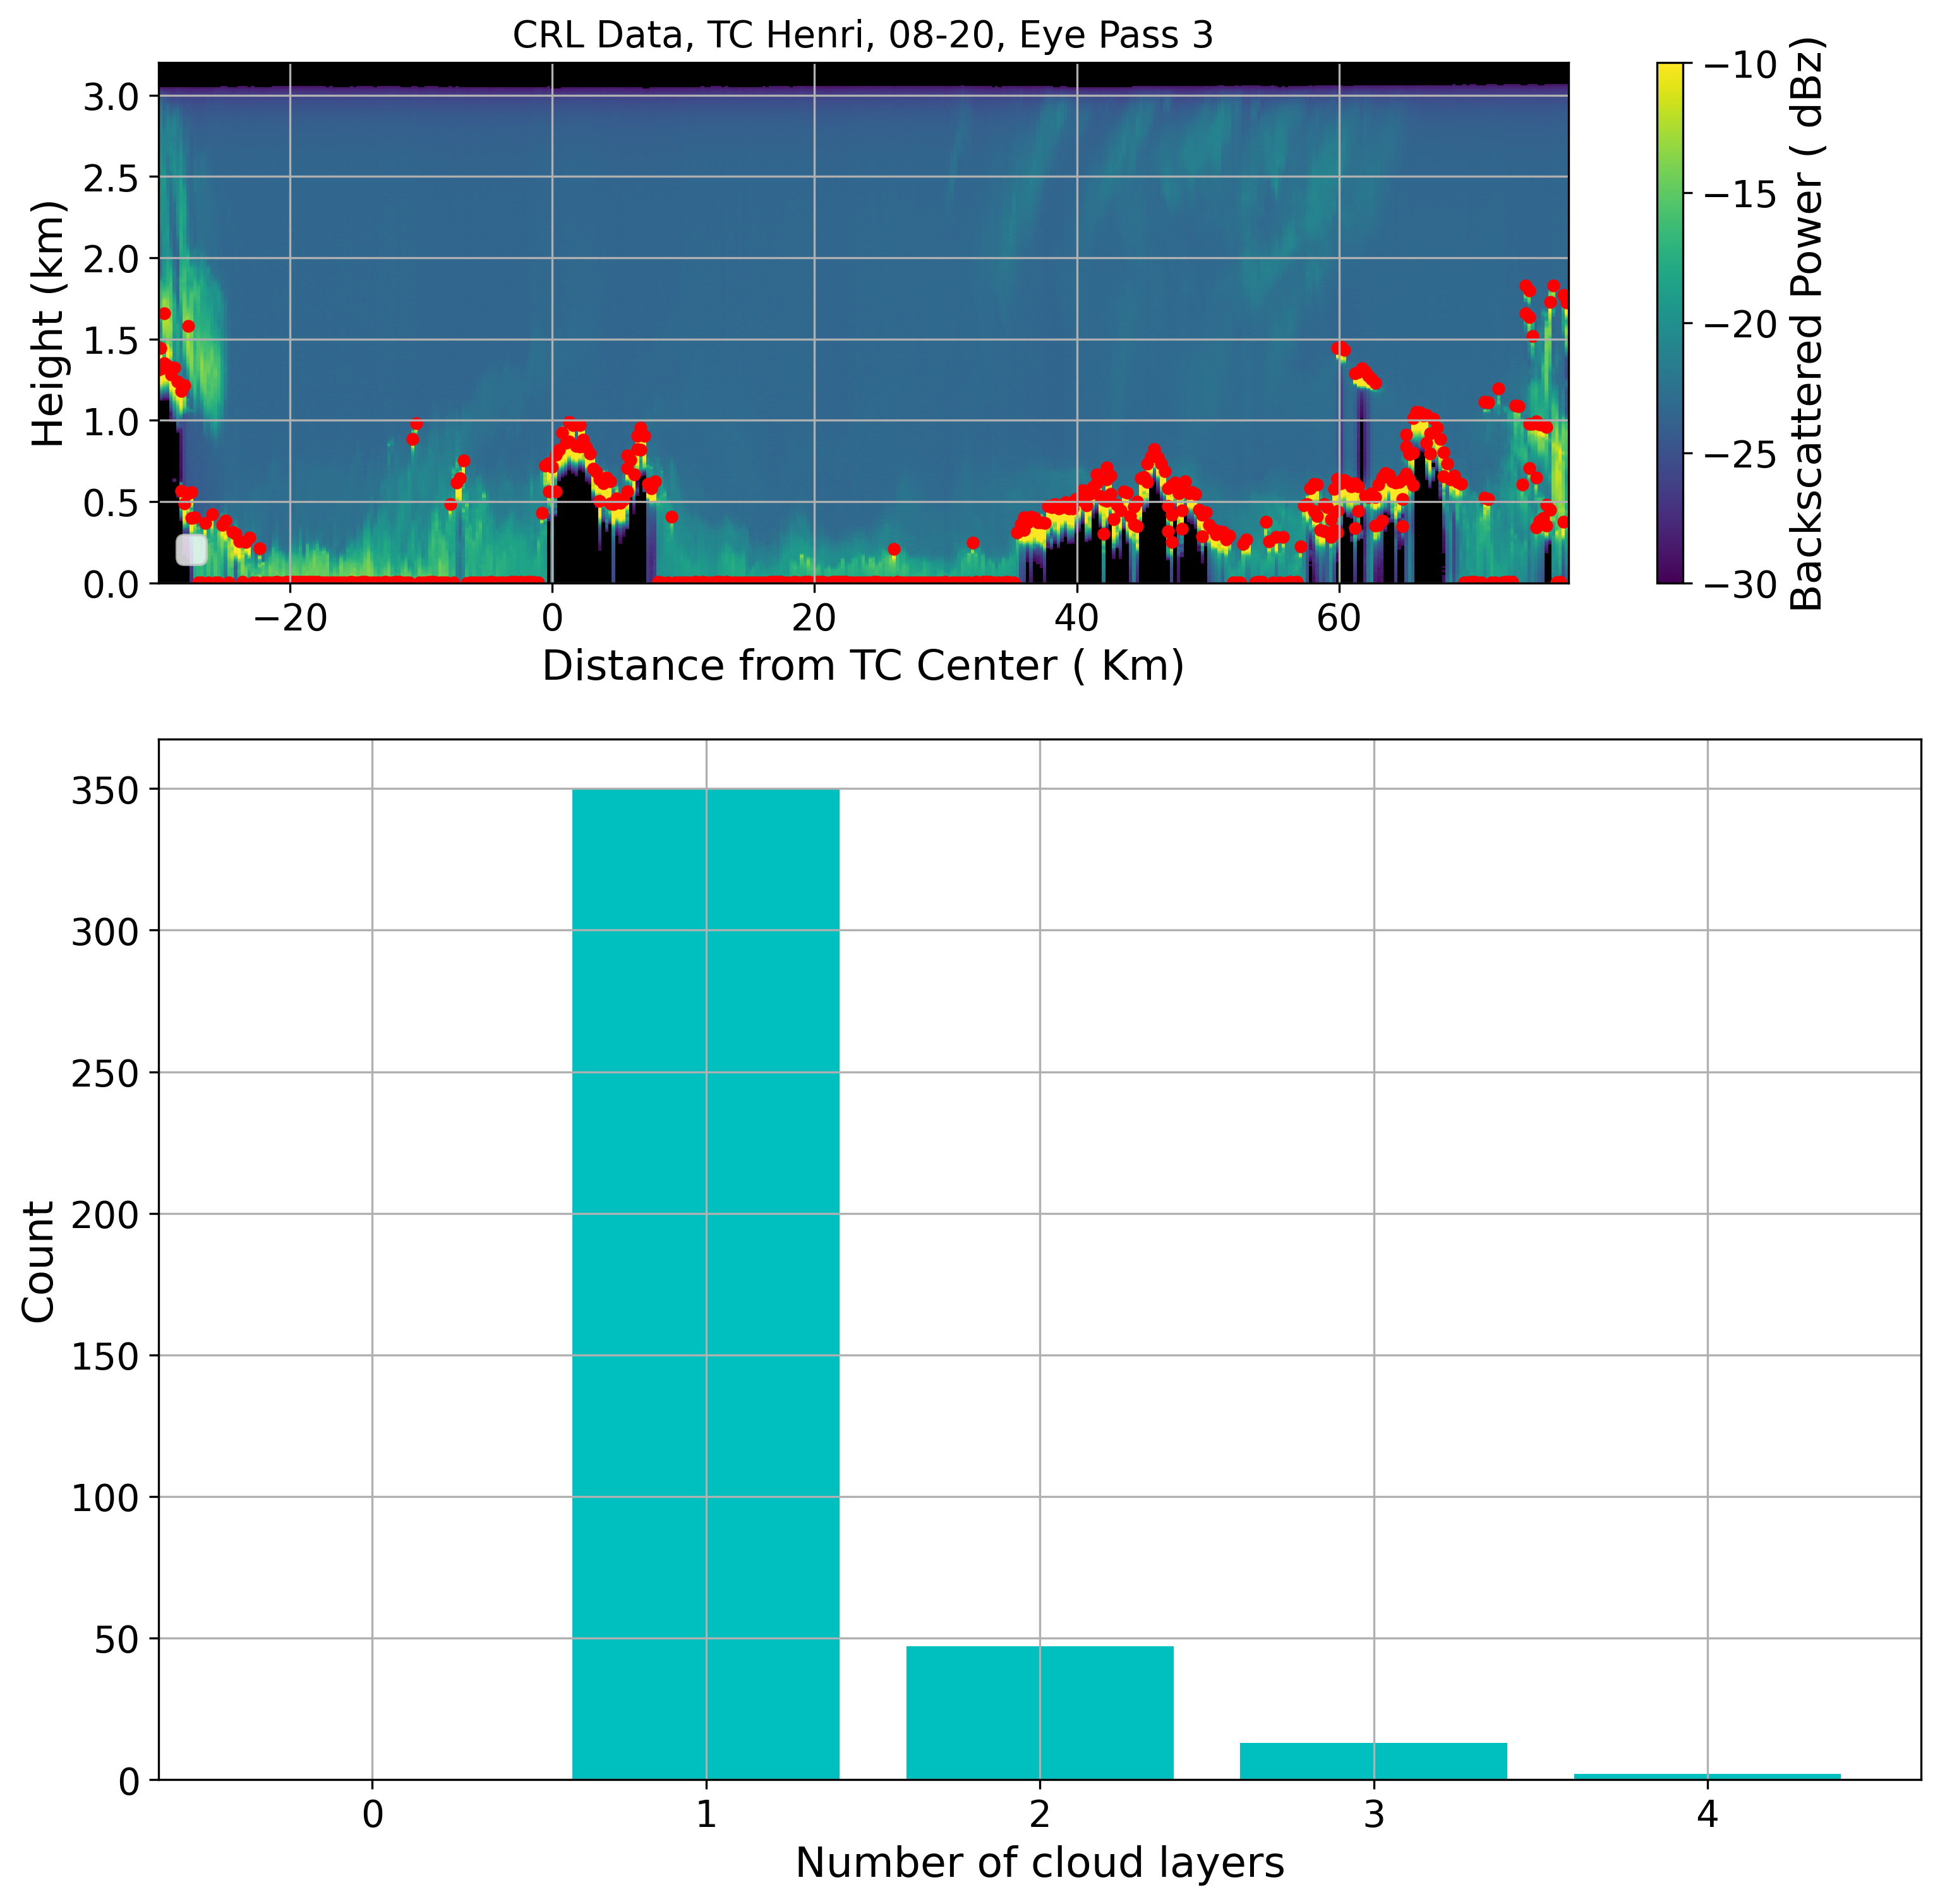 CRL Data, TC Henri, 08-20, Eye Pass 3
Height (km)
3.0
2.5
2.0
1.5
1.0
0.5
0.0
−20 0 20 40 60
Distance from TC Center ( Km)
−10
−15
−20
−25
−30
Backscattered Power ( dBz)
Count
350
300
250
200
150
100
50
0
0 1 2 3 4
Number of cloud layers